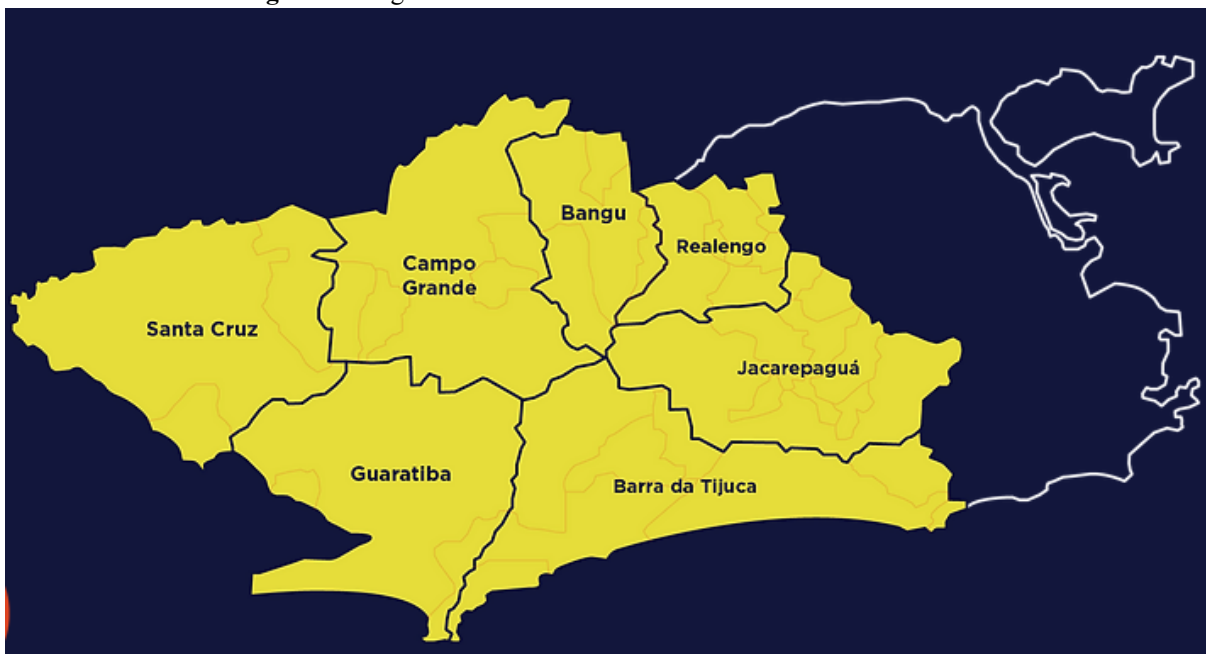 Bangu
Realengo
Campo
Grande
Santa Cruz
Jacarepaguá
Guaratiba
Barra da Tijuca